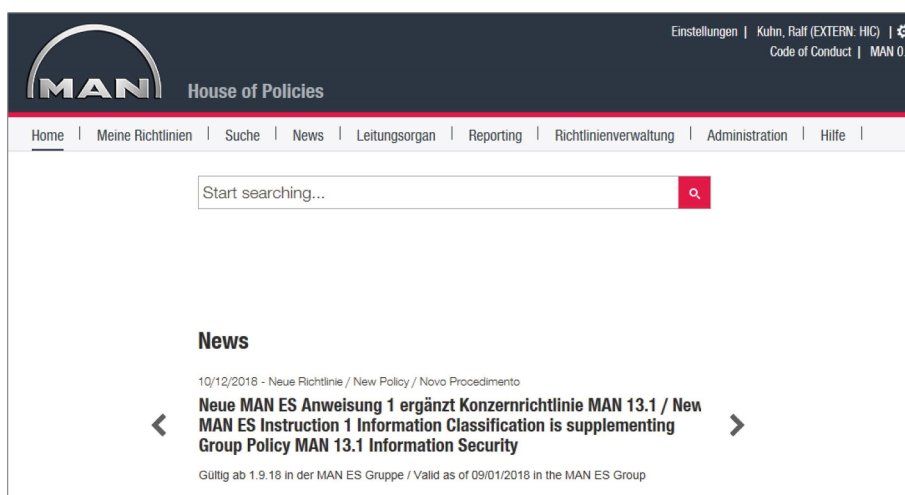 Einstellungen | Kuhn, Ralf (EXTERN: HIC) |
Code of Conduct | MAN 0.
MAN
House of Policies
Home | Meine Richtlinien | Suche | News | Leitungsorgan | Reporting | Richtlinienverwaltung | Administration | Hilfe |
Start searching...
News
10/12/2018 - Neue Richtlinie / New Policy / Novo Procedimento
Neue MAN ES Anweisung 1 ergänzt Konzernrichtlinie MAN 13.1 / New
MAN ES Instruction 1 Information Classification is supplementing
Group Policy MAN 13.1 Information Security
Gültig ab 1.9.18 in der MAN ES Gruppe / Valid as of 09/01/2018 in the MAN ES Group